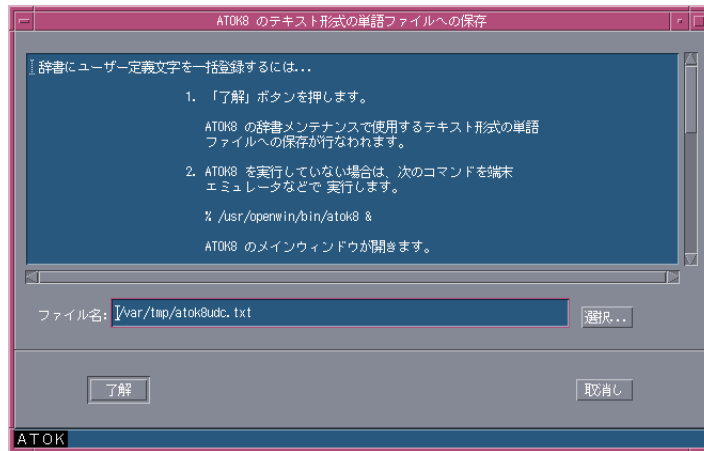 ATOK8 のテキスト形式の単語ファイルへの保存
辞書にユーザー定義文字を一括登録するには...
1. 「了解」ボタンを押します。
ATOK8 の辞書メンテナンスで使用するテキスト形式の単語
ファイルへの保存が行なわれます。
2. ATOK8 を実行していない場合は、次のコマンドを端末
エミュレータなどで 実行します。
% /usr/openwin/bin/atok8 &
ATOK8 のメインウィンドウが開きます。
ファイル名: /var/tmp/atok8udc.txt 選択...
了解 取消し
ATOK